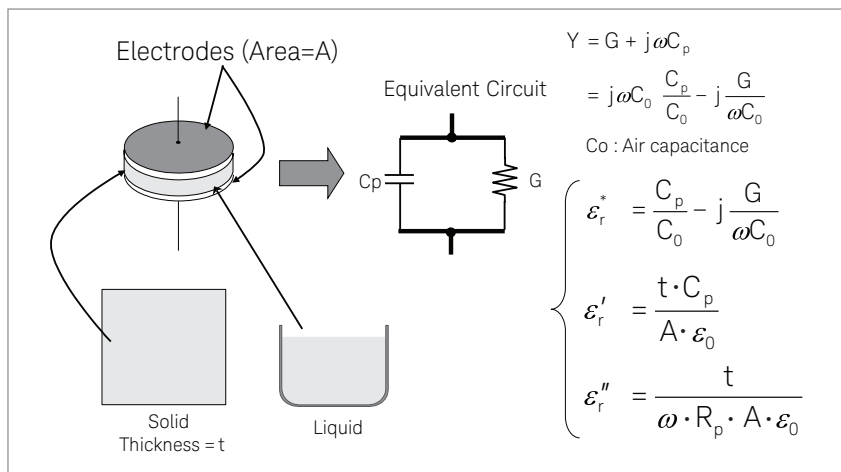 Electrodes (Area=A)
Equivalent Circuit
Cp
G
Solid
Thickness = t
Liquid
Y = G + jωCₚ
= jωC₀ Cₚ/C₀ − j G/ωC₀
Co : Air capacitance
εᵣ* = Cₚ/C₀ − j G/ωC₀
εᵣ′ = t·Cₚ/A·ε₀
εᵣ″ = t/ω·Rₚ·A·ε₀